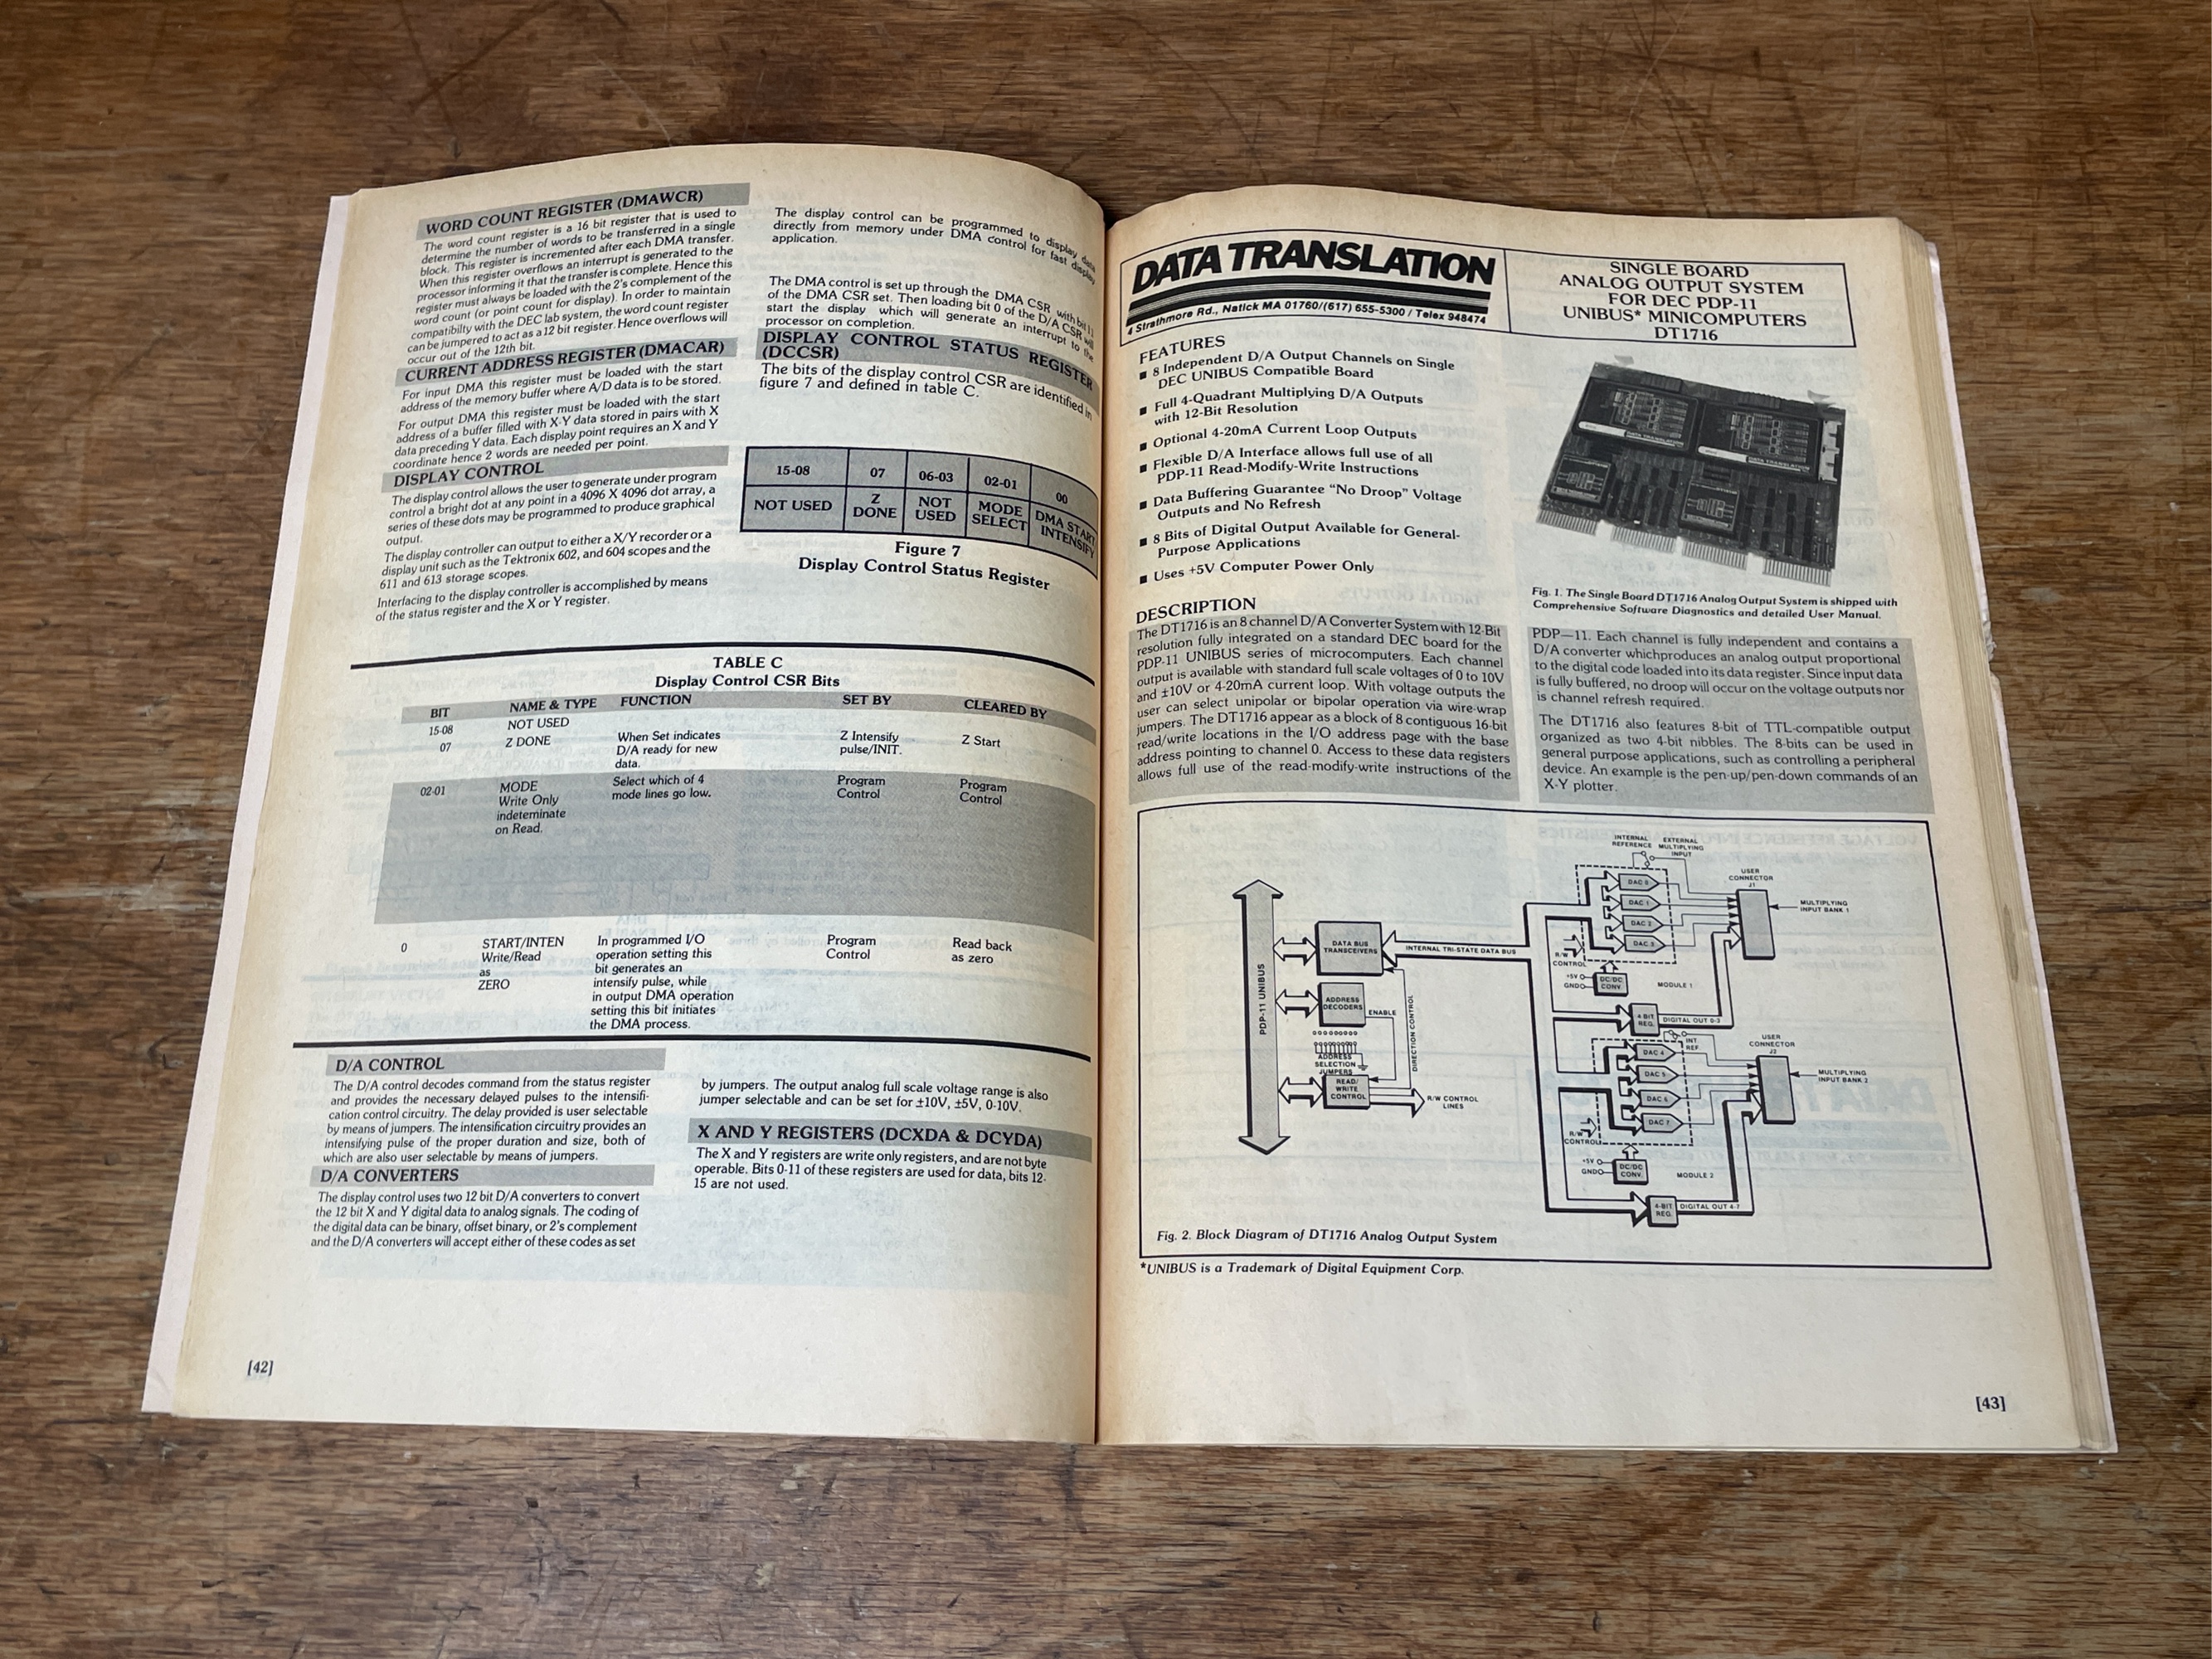 WORD COUNT REGISTER (DMAWCR)
The word count register is a 16 bit register that is used to
determine the number of words to be transferred in a single
block. This register is incremented after each DMA transfer.
When this register overflows an interrupt is generated to the
processor informing it that the transfer is complete. Hence this
register must always be loaded with the 2's complement of the
word count (or point count for display). In order to maintain
compatibilty with the DEC lab system, the word count register
can be jumpered to act as a 12 bit register. Hence overflows will
occur out of the 12th bit.
CURRENT ADDRESS REGISTER (DMACAR)
For input DMA this register must be loaded with the start
address of the memory buffer where A/D data is to be stored.
For output DMA this register must be loaded with the start
address of a buffer filled with X-Y data stored in pairs with X
data preceding Y data. Each display point requires an X and Y
coordinate hence 2 words are needed per point.
DISPLAY CONTROL
The display control allows the user to generate under program
control a bright dot at any point in a 4096 X 4096 dot array, a
series of these dots may be programmed to produce graphical
output.
The display controller can output to either a X/Y recorder or a
display unit such as the Tektronix 602, and 604 scopes and the
611 and 613 storage scopes.
Interfacing to the display controller is accomplished by means
of the status register and the X or Y register.
The display control can be programmed to display data
directly from memory under DMA control for fast display
application.
The DMA control is set up through the DMA CSR with bit 11
of the DMA CSR set. Then loading bit 0 of the D/A CSR will
start the display which will generate an interrupt to the
processor on completion.
DISPLAY CONTROL STATUS REGISTER
(DCCSR)
The bits of the display control CSR are identified in
figure 7 and defined in table C.
15-08 07 06-03 02-01 00
NOT USED Z DONE NOT USED MODE SELECT DMA START INTENSIFY
Figure 7
Display Control Status Register
TABLE C
Display Control CSR Bits
BIT NAME & TYPE FUNCTION SET BY CLEARED BY
15-08 NOT USED
07 Z DONE When Set indicates Z Intensify Z Start
D/A ready for new pulse/INIT.
data.
02-01 MODE Select which of 4 Program Program
Write Only mode lines go low. Control Control
indeteminate
on Read.
0 START/INTEN In programmed I/O Program Read back
Write/Read operation setting this Control as zero
as bit generates an
ZERO intensify pulse, while
in output DMA operation
setting this bit initiates
the DMA process.
D/A CONTROL
The D/A control decodes command from the status register
and provides the necessary delayed pulses to the intensifi-
cation control circuitry. The delay provided is user selectable
by means of jumpers. The intensification circuitry provides an
intensifying pulse of the proper duration and size, both of
which are also user selectable by means of jumpers.
D/A CONVERTERS
The display control uses two 12 bit D/A converters to convert
the 12 bit X and Y digital data to analog signals. The coding of
the digital data can be binary, offset binary, or 2's complement
and the D/A converters will accept either of these codes as set
by jumpers. The output analog full scale voltage range is also
jumper selectable and can be set for ±10V, ±5V, 0-10V.
X AND Y REGISTERS (DCXDA & DCYDA)
The X and Y registers are write only registers, and are not byte
operable. Bits 0-11 of these registers are used for data, bits 12-
15 are not used.
[42]
DATA TRANSLATION
4 Strathmore Rd., Natick MA 01760/(617) 655-5300 / Telex 948474
SINGLE BOARD
ANALOG OUTPUT SYSTEM
FOR DEC PDP-11
UNIBUS* MINICOMPUTERS
DT1716
FEATURES
■ 8 Independent D/A Output Channels on Single
DEC UNIBUS Compatible Board
■ Full 4-Quadrant Multiplying D/A Outputs
with 12-Bit Resolution
■ Optional 4-20mA Current Loop Outputs
■ Flexible D/A Interface allows full use of all
PDP-11 Read-Modify-Write Instructions
■ Data Buffering Guarantee “No Droop” Voltage
Outputs and No Refresh
■ 8 Bits of Digital Output Available for General-
Purpose Applications
■ Uses +5V Computer Power Only
DATA TRANSLATION
DATA TRANSLATION
Fig. 1. The Single Board DT1716 Analog Output System is shipped with
Comprehensive Software Diagnostics and detailed User Manual.
DESCRIPTION
The DT1716 is an 8 channel D/A Converter System with 12-Bit
resolution fully integrated on a standard DEC board for the
PDP-11 UNIBUS series of microcomputers. Each channel
output is available with standard full scale voltages of 0 to 10V
and ±10V or 4-20mA current loop. With voltage outputs the
user can select unipolar or bipolar operation via wire-wrap
jumpers. The DT1716 appear as a block of 8 contiguous 16-bit
read/write locations in the I/O address page with the base
address pointing to channel 0. Access to these data registers
allows full use of the read-modify-write instructions of the
PDP—11. Each channel is fully independent and contains a
D/A converter whichproduces an analog output proportional
to the digital code loaded into its data register. Since input data
is fully buffered, no droop will occur on the voltage outputs nor
is channel refresh required.
The DT1716 also features 8-bit of TTL-compatible output
organized as two 4-bit nibbles. The 8-bits can be used in
general purpose applications, such as controlling a peripheral
device. An example is the pen-up/pen-down commands of an
X-Y plotter.
PDP-11 UNIBUS
DATA BUS
TRANSCEIVERS
INTERNAL TRI-STATE DATA BUS
ADDRESS
DECODERS
ENABLE
DIRECTION CONTROL
ADDRESS
SELECTION
JUMPERS
READ/
WRITE
CONTROL
R/W CONTROL
LINES
INTERNAL
REFERENCE
EXTERNAL
MULTIPLYING
INPUT
DAC 0
DAC 1
DAC 2
DAC 3
R/W
CONTROL
+5V
GND
DC/DC
CONV
MODULE 1
USER
CONNECTOR
J1
MULTIPLYING
INPUT BANK 1
4-BIT
REG.
DIGITAL OUT 0-3
INT
REF
DAC 4
DAC 5
DAC 6
DAC 7
R/W
CONTROL
+5V
GND
DC/DC
CONV.
MODULE 2
USER
CONNECTOR
J2
MULTIPLYING
INPUT BANK 2
4-BIT
REG.
DIGITAL OUT 4-7
Fig. 2. Block Diagram of DT1716 Analog Output System
*UNIBUS is a Trademark of Digital Equipment Corp.
[43]